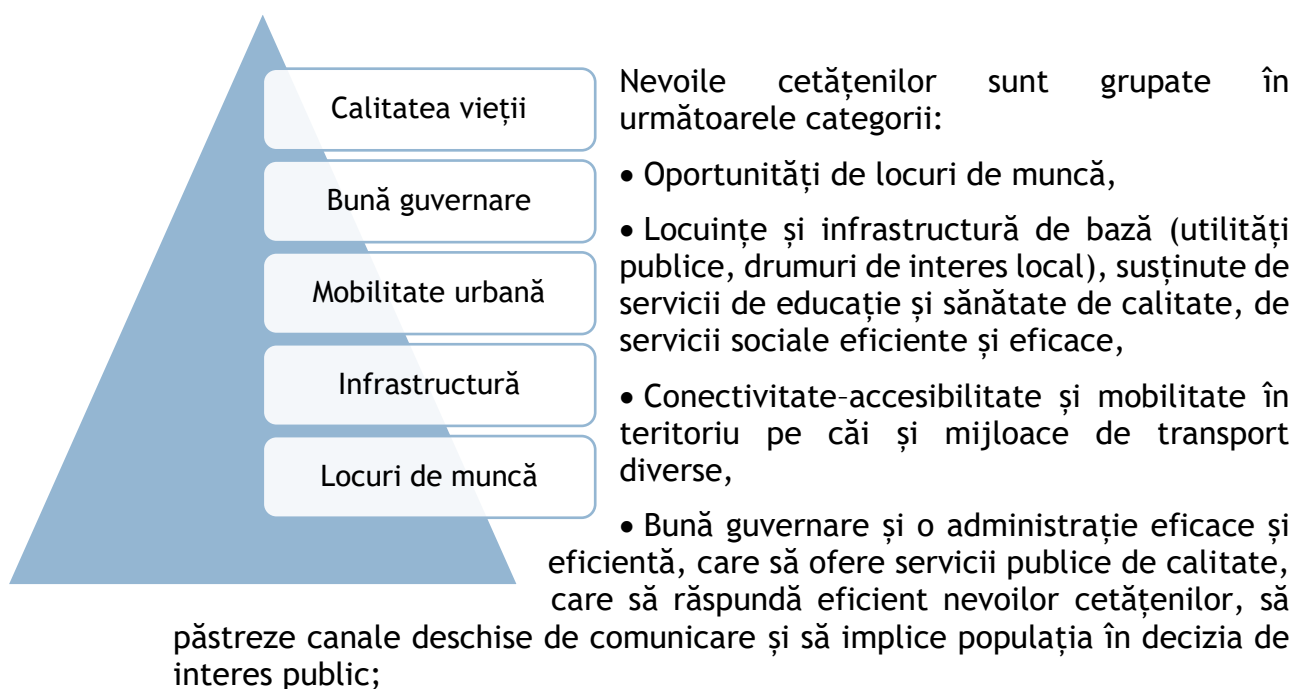 Calitatea vieții
Bună guvernare
Mobilitate urbană
Infrastructură
Locuri de muncă
Nevoile cetățenilor sunt grupate în
următoarele categorii:
• Oportunități de locuri de muncă,
• Locuințe și infrastructură de bază (utilități
publice, drumuri de interes local), susținute de
servicii de educație și sănătate de calitate, de
servicii sociale eficiente și eficace,
• Conectivitate–accesibilitate și mobilitate în
teritoriu pe căi și mijloace de transport
diverse,
• Bună guvernare și o administrație eficace și
eficientă, care să ofere servicii publice de calitate,
care să răspundă eficient nevoilor cetățenilor, să
păstreze canale deschise de comunicare și să implice populația în decizia de
interes public;